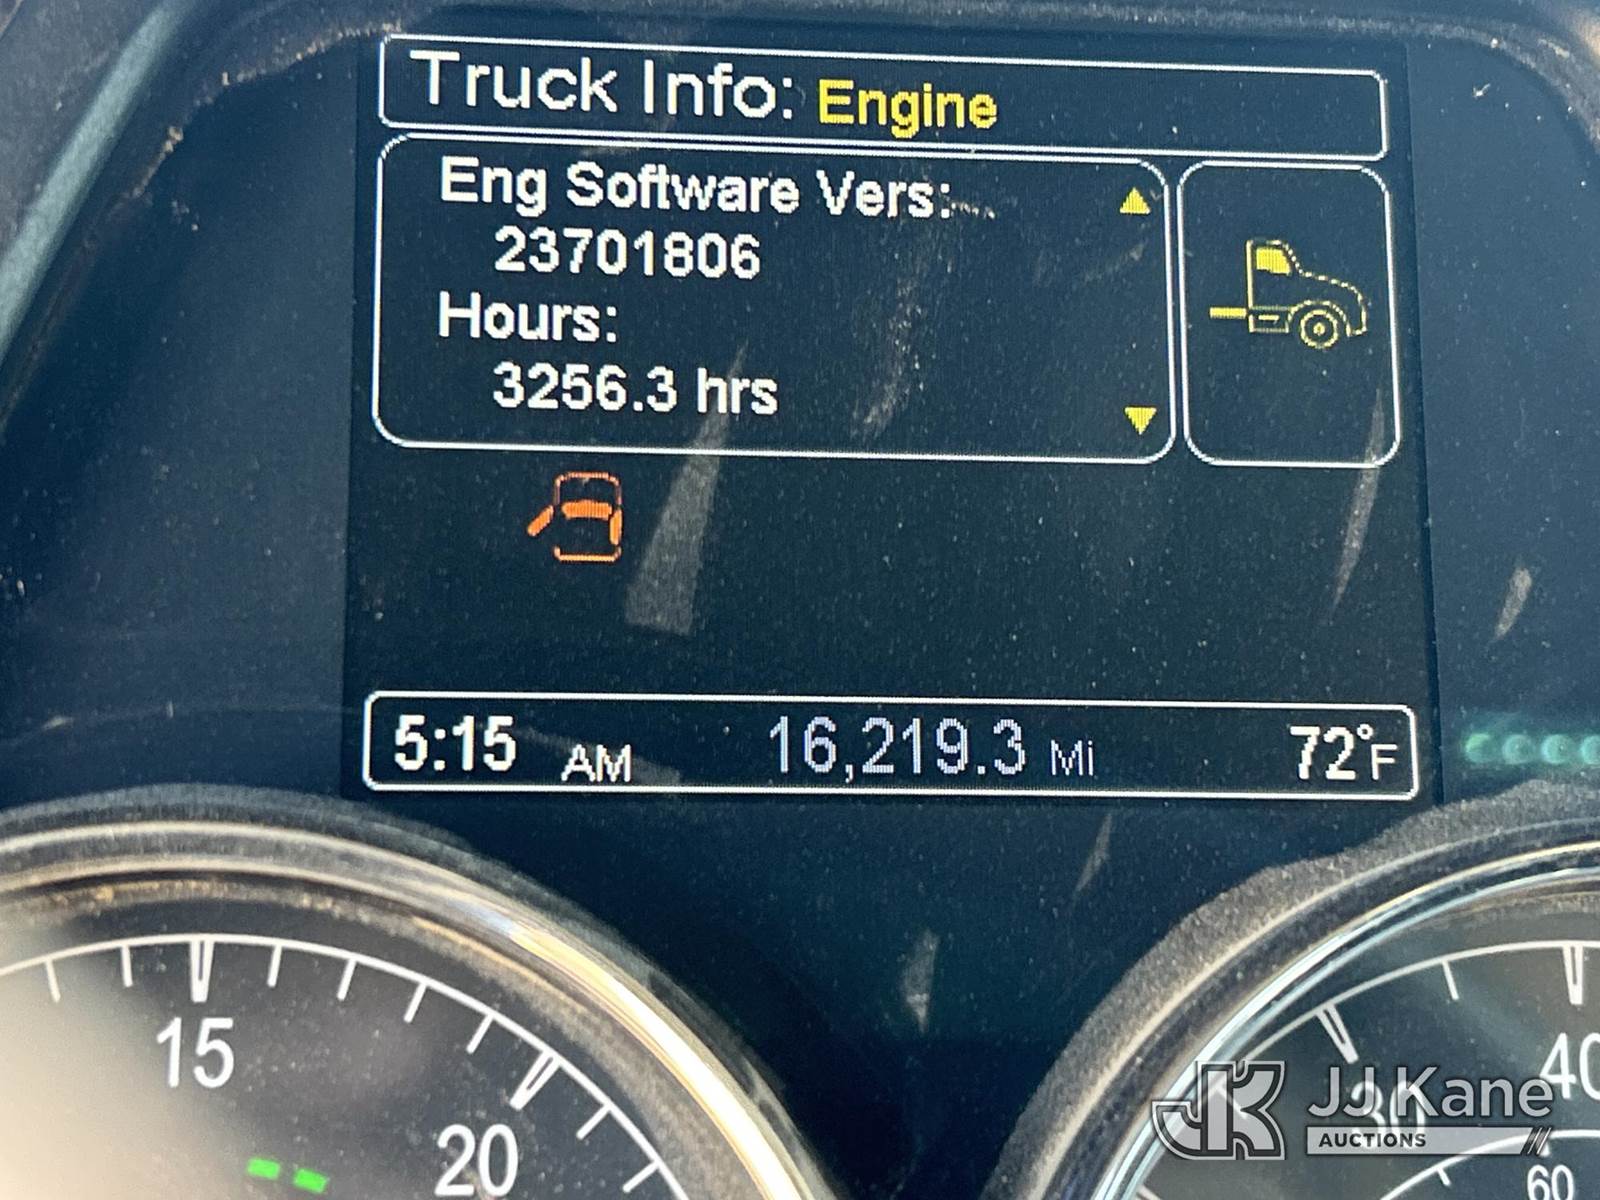 Truck Info: Engine
Eng Software Vers:
23701806
Hours:
3256.3 hrs
5:15 AM 16,219.3 Mi 72°F
15
20
30
40
60
JJ Kane
AUCTIONS